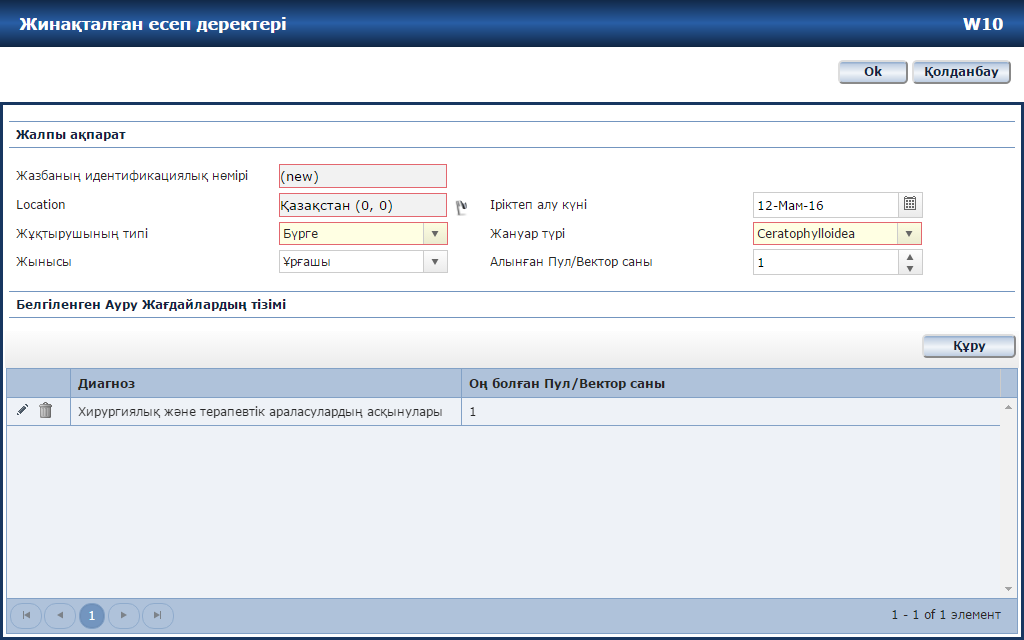 Жинақталған есеп деректері W10
Ok Қолданбау
Жалпы ақпарат
Жазбаның идентификациялық нөмірі (new)
Location Қазақстан (0, 0) Іріктеп алу күні 12-Мам-16
Жұқтырушының типі Бүрге Жануар түрі Ceratophylloidea
Жынысы Ұрғашы Алынған Пул/Вектор саны 1
Белгіленген Ауру Жағдайлардың тізімі
Құру
Диагноз Оң болған Пул/Вектор саны
Хирургиялық және терапевтік араласулардың асқынулары 1
1 1 - 1 of 1 элемент